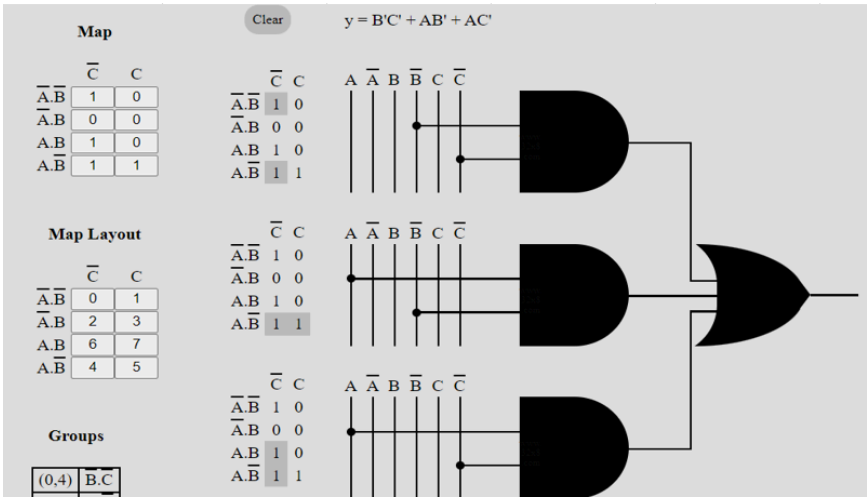 Clear
y = B'C' + AB' + AC'
Map
C̅ C
A̅.B̅ 1 0
A̅.B 0 0
A.B 1 0
A.B̅ 1 1
Map Layout
C̅ C
A̅.B̅ 0 1
A̅.B 2 3
A.B 6 7
A.B̅ 4 5
Groups
(0,4) B̅.C̅
C̅ C
A̅.B̅ 1 0
A̅.B 0 0
A.B 1 0
A.B̅ 1 1
A A̅ B B̅ C C̅
C̅ C
A̅.B̅ 1 0
A̅.B 0 0
A.B 1 0
A.B̅ 1 1
A A̅ B B̅ C C̅
C̅ C
A̅.B̅ 1 0
A̅.B 0 0
A.B 1 0
A.B̅ 1 1
A A̅ B B̅ C C̅